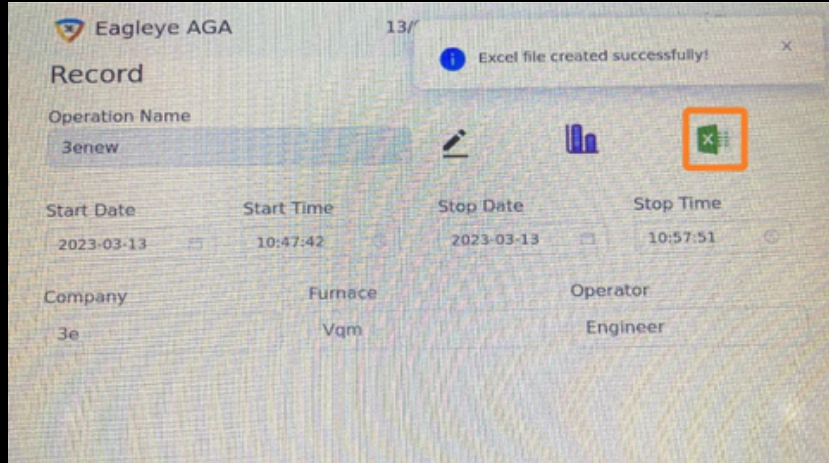 Eagleye AGA
13/
Excel file created successfully!
Record
Operation Name
3enew
Start Date
Start Time
Stop Date
Stop Time
2023-03-13
10:47:42
2023-03-13
10:57:51
Company
Furnace
Operator
3e
Vqm
Engineer